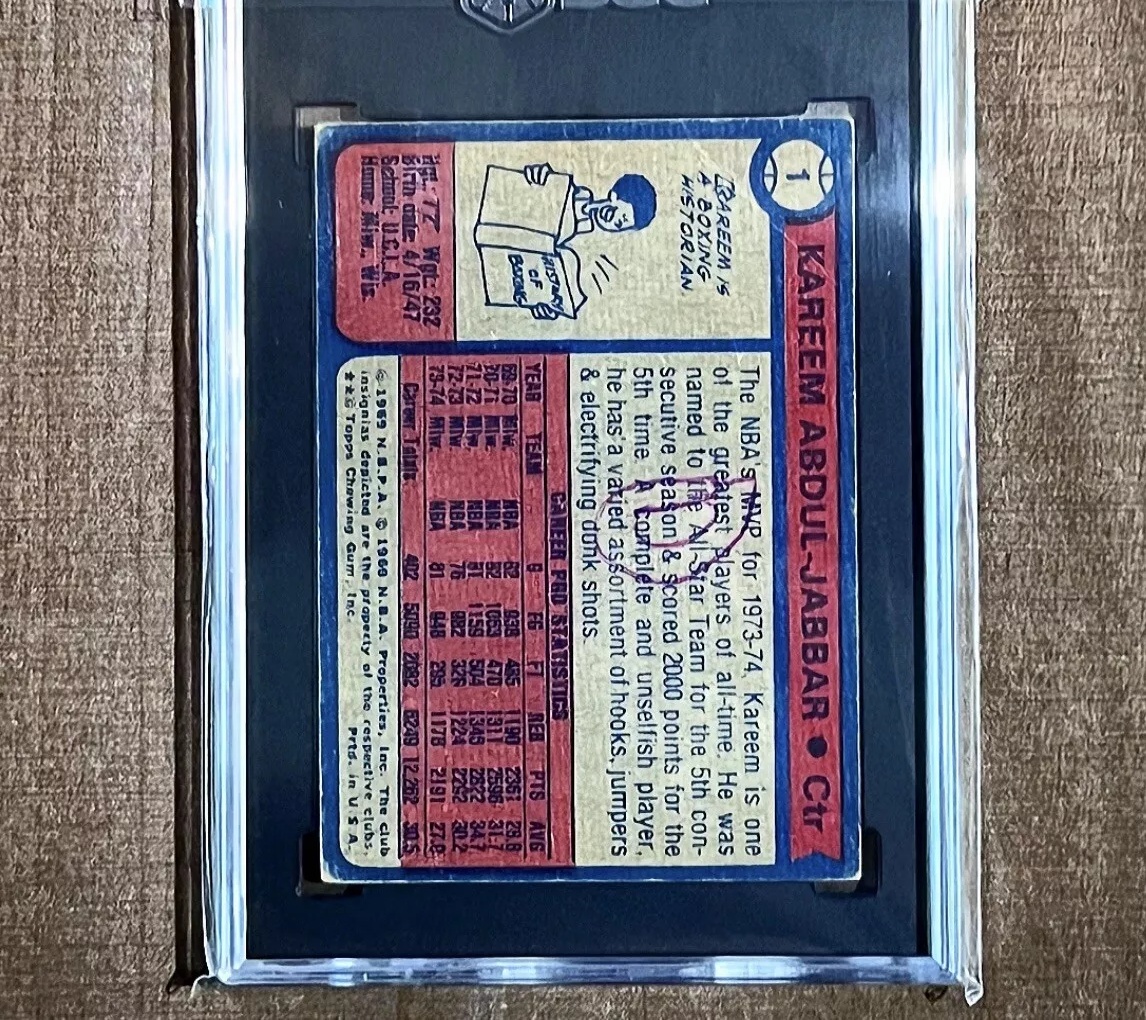 1
KAREEM ABDUL-JABBAR • Ctr
KAREEM IS
A BOXING
HISTORIAN.
HISTORY
OF
BOXING
Hgt.: 7'2" Wgt.: 232
Birth date: 4/16/47
School: U.C.L.A.
Home: Milw., Wis.
The NBA's MVP for 1973-74, Kareem is one
of the greatest players of all-time. He was
named to the All-Star Team for the 5th con-
secutive season & scored 2000 points for the
5th time. A complete and unselfish player,
he has a varied assortment of hooks, jumpers
& electrifying dunk shots.
CAREER PRO STATISTICS
YEAR TEAM G FG FT REB PTS AVG
69-70 Milw. NBA 82 938 485 1190 2361 28.8
70-71 Milw. NBA 82 1063 470 1311 2596 31.7
71-72 Milw. NBA 81 1159 504 1346 2822 34.7
72-73 Milw. NBA 76 982 328 1224 2292 30.2
73-74 Milw. NBA 81 948 295 1178 2191 27.0
Career Totals 402 5090 2082 6249 12,262 30.5
© 1969 N.B.P.A. © 1969 N.B.A. Properties, Inc. The club
insignias depicted are the property of the respective clubs.
★★© Topps Chewing Gum, Inc. Prtd. in U.S.A.